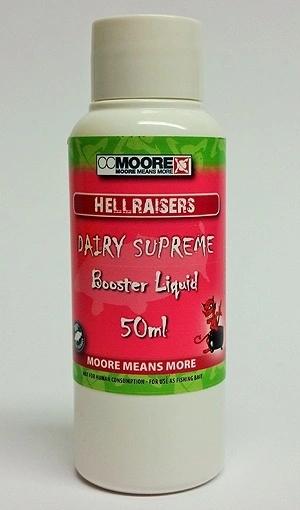 CCMOORE
MOORE MEANS MORE
HELLRAISERS
DAIRY SUPREME
Booster Liquid
50ml
MOORE MEANS MORE
NOT FOR HUMAN CONSUMPTION - FOR USE AS FISHING BAIT